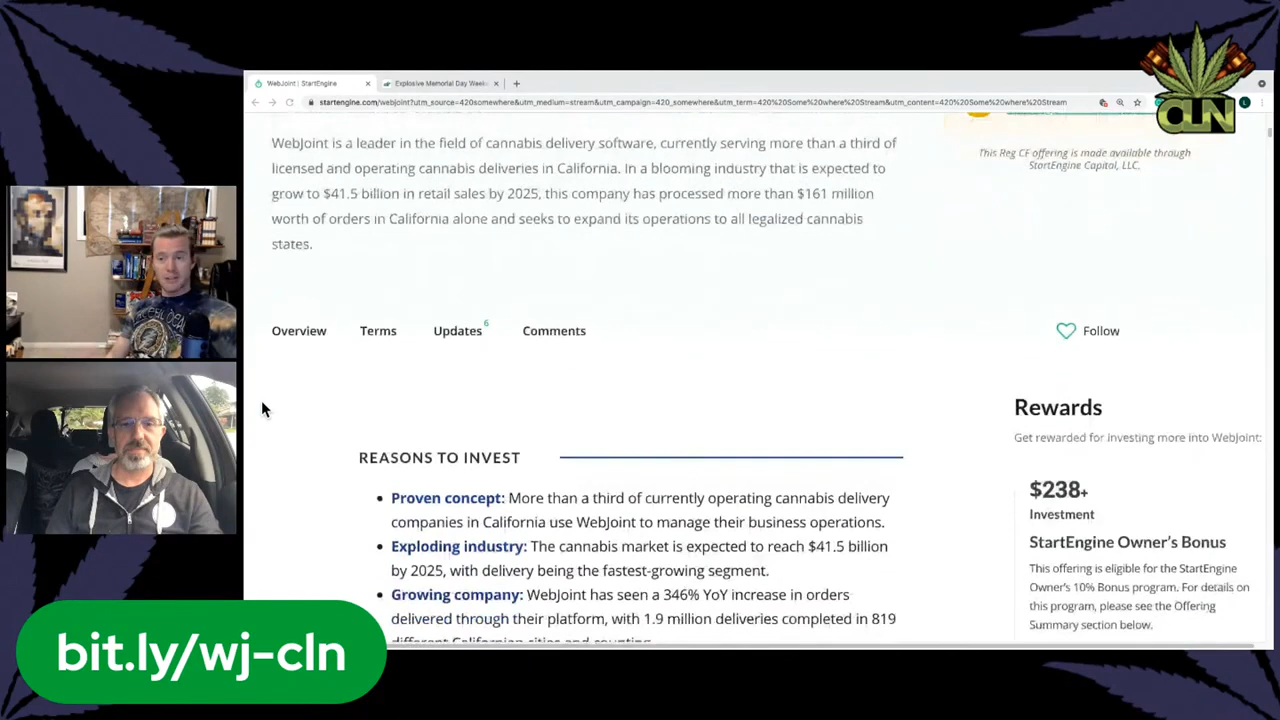 WebJoint | StartEngine
Explosive Memorial Day Week
startengine.com/webjoint?utm_source=420somewhere&utm_medium=stream&utm_campaign=420_somewhere&utm_term=420%20Some%20where%20Stream&utm_content=420%20Some%20where%20Stream
CLN
WebJoint is a leader in the field of cannabis delivery software, currently serving more than a third of
licensed and operating cannabis deliveries in California. In a blooming industry that is expected to
grow to $41.5 billion in retail sales by 2025, this company has processed more than $161 million
worth of orders in California alone and seeks to expand its operations to all legalized cannabis
states.
This Reg CF offering is made available through
StartEngine Capital, LLC.
Overview Terms Updates 6 Comments
Follow
REASONS TO INVEST
• Proven concept: More than a third of currently operating cannabis delivery
companies in California use WebJoint to manage their business operations.
• Exploding industry: The cannabis market is expected to reach $41.5 billion
by 2025, with delivery being the fastest-growing segment.
• Growing company: WebJoint has seen a 346% YoY increase in orders
delivered through their platform, with 1.9 million deliveries completed in 819
different Californian cities and counting.
Rewards
Get rewarded for investing more into WebJoint:
$238+
Investment
StartEngine Owner's Bonus
This offering is eligible for the StartEngine
Owner's 10% Bonus program. For details on
this program, please see the Offering
Summary section below.
bit.ly/wj-cln